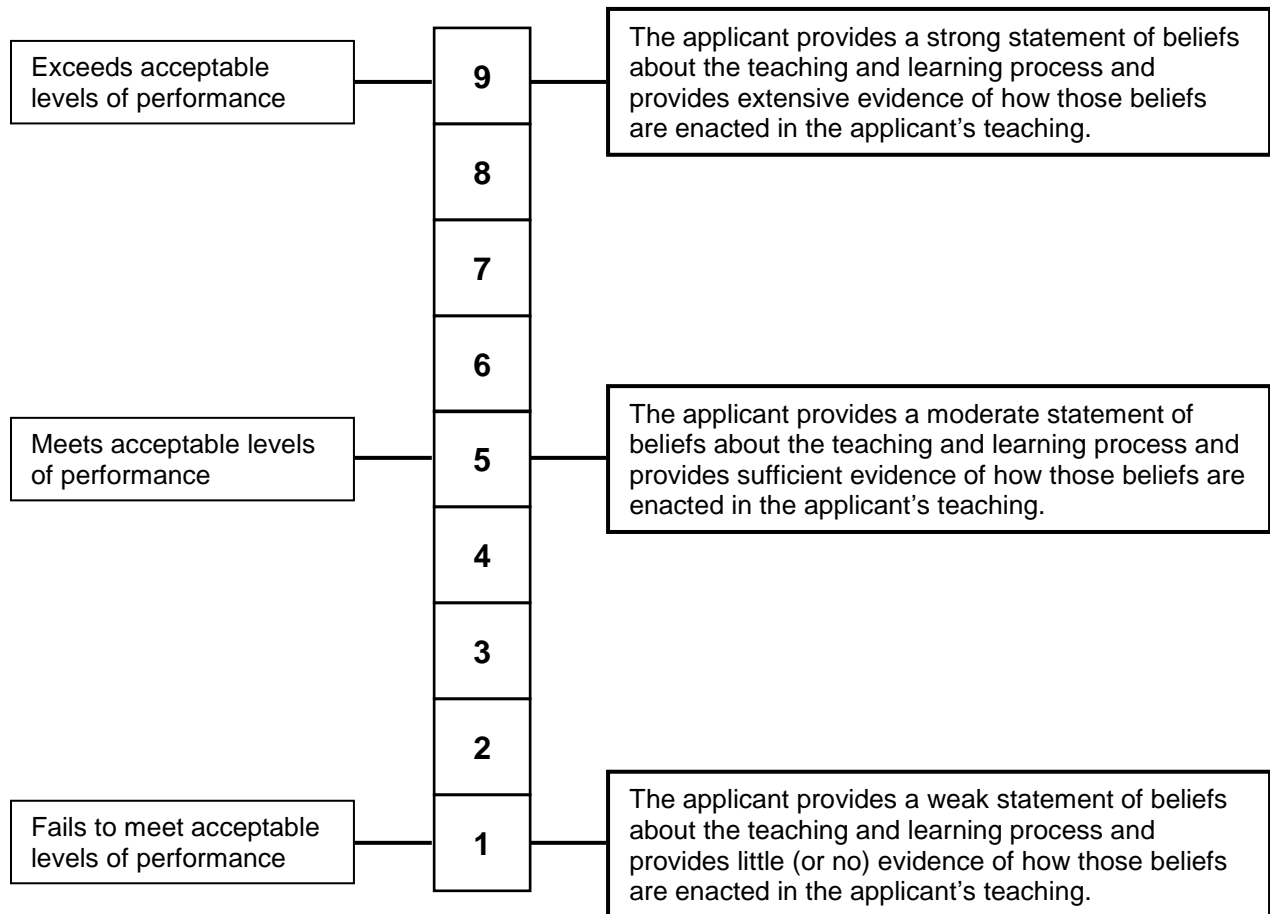 Exceeds acceptable
levels of performance
9
The applicant provides a strong statement of beliefs
about the teaching and learning process and
provides extensive evidence of how those beliefs
are enacted in the applicant’s teaching.
8
7
6
Meets acceptable levels
of performance
5
The applicant provides a moderate statement of
beliefs about the teaching and learning process and
provides sufficient evidence of how those beliefs are
enacted in the applicant’s teaching.
4
3
2
Fails to meet acceptable
levels of performance
1
The applicant provides a weak statement of beliefs
about the teaching and learning process and
provides little (or no) evidence of how those beliefs
are enacted in the applicant’s teaching.